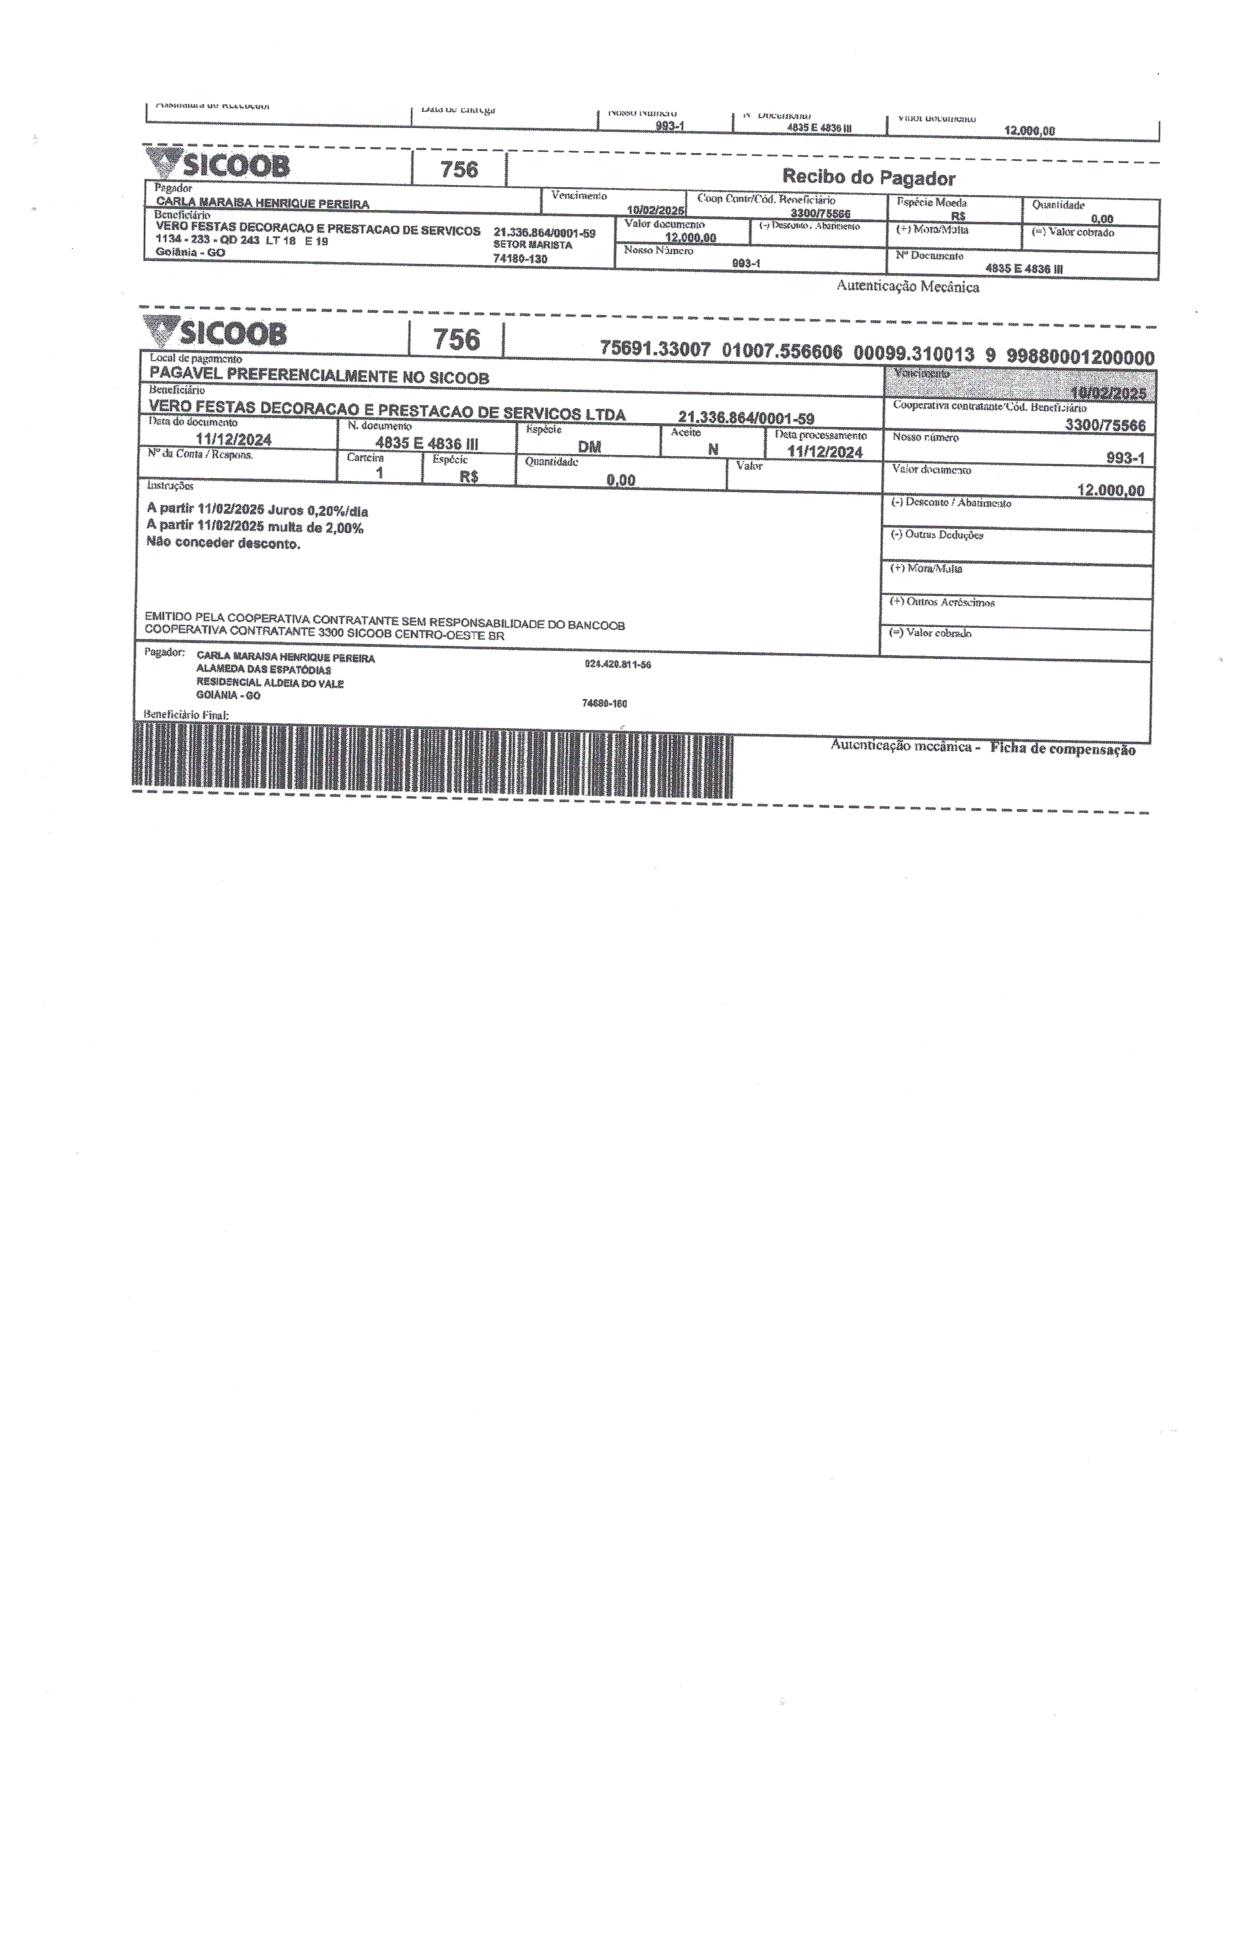 Assinatura do Recebedor Data de Entrega Nosso Número N. Documento Valor documento
993-1 4835 E 4836 III 12.000,00
SICOOB 756 Recibo do Pagador
Pagador Vencimento Coop Contr/Cód. Beneficiário Espécie Moeda Quantidade
CARLA MARAISA HENRIQUE PEREIRA 10/02/2025 3300/75566 R$ 0,00
Beneficiário Valor documento (-) Desconto / Abatimento (+) Mora/Multa (=) Valor cobrado
VERO FESTAS DECORACAO E PRESTACAO DE SERVICOS 21.336.864/0001-59 12.000,00
1134 - 233 - QD 243 LT 18 E 19 SETOR MARISTA Nosso Número Nº Documento
Goiânia - GO 74180-130 993-1 4835 E 4836 III
Autenticação Mecânica
SICOOB 756 75691.33007 01007.556606 00099.310013 9 99880001200000
Local de pagamento Vencimento
PAGAVEL PREFERENCIALMENTE NO SICOOB 10/02/2025
Beneficiário Cooperativa contratante/Cód. Beneficiário
VERO FESTAS DECORACAO E PRESTACAO DE SERVICOS LTDA 21.336.864/0001-59 3300/75566
Data do documento N. documento Espécie Aceite Data processamento Nosso número
11/12/2024 4835 E 4836 III DM N 11/12/2024 993-1
Nº da Conta / Respons. Carteira Espécie Quantidade Valor Valor documento
1 R$ 0,00 12.000,00
Instruções (-) Desconto / Abatimento
A partir 11/02/2025 Juros 0,20%/dia
A partir 11/02/2025 multa de 2,00% (-) Outras Deduções
Não conceder desconto.
(+) Mora/Multa
(+) Outros Acréscimos
EMITIDO PELA COOPERATIVA CONTRATANTE SEM RESPONSABILIDADE DO BANCOOB
COOPERATIVA CONTRATANTE 3300 SICOOB CENTRO-OESTE BR (=) Valor cobrado
Pagador: CARLA MARAISA HENRIQUE PEREIRA 024.420.811-56
ALAMEDA DAS ESPATÓDIAS
RESIDENCIAL ALDEIA DO VALE
GOIANIA - GO 74680-160
Beneficiário Final:
Autenticação mecânica - Ficha de compensação